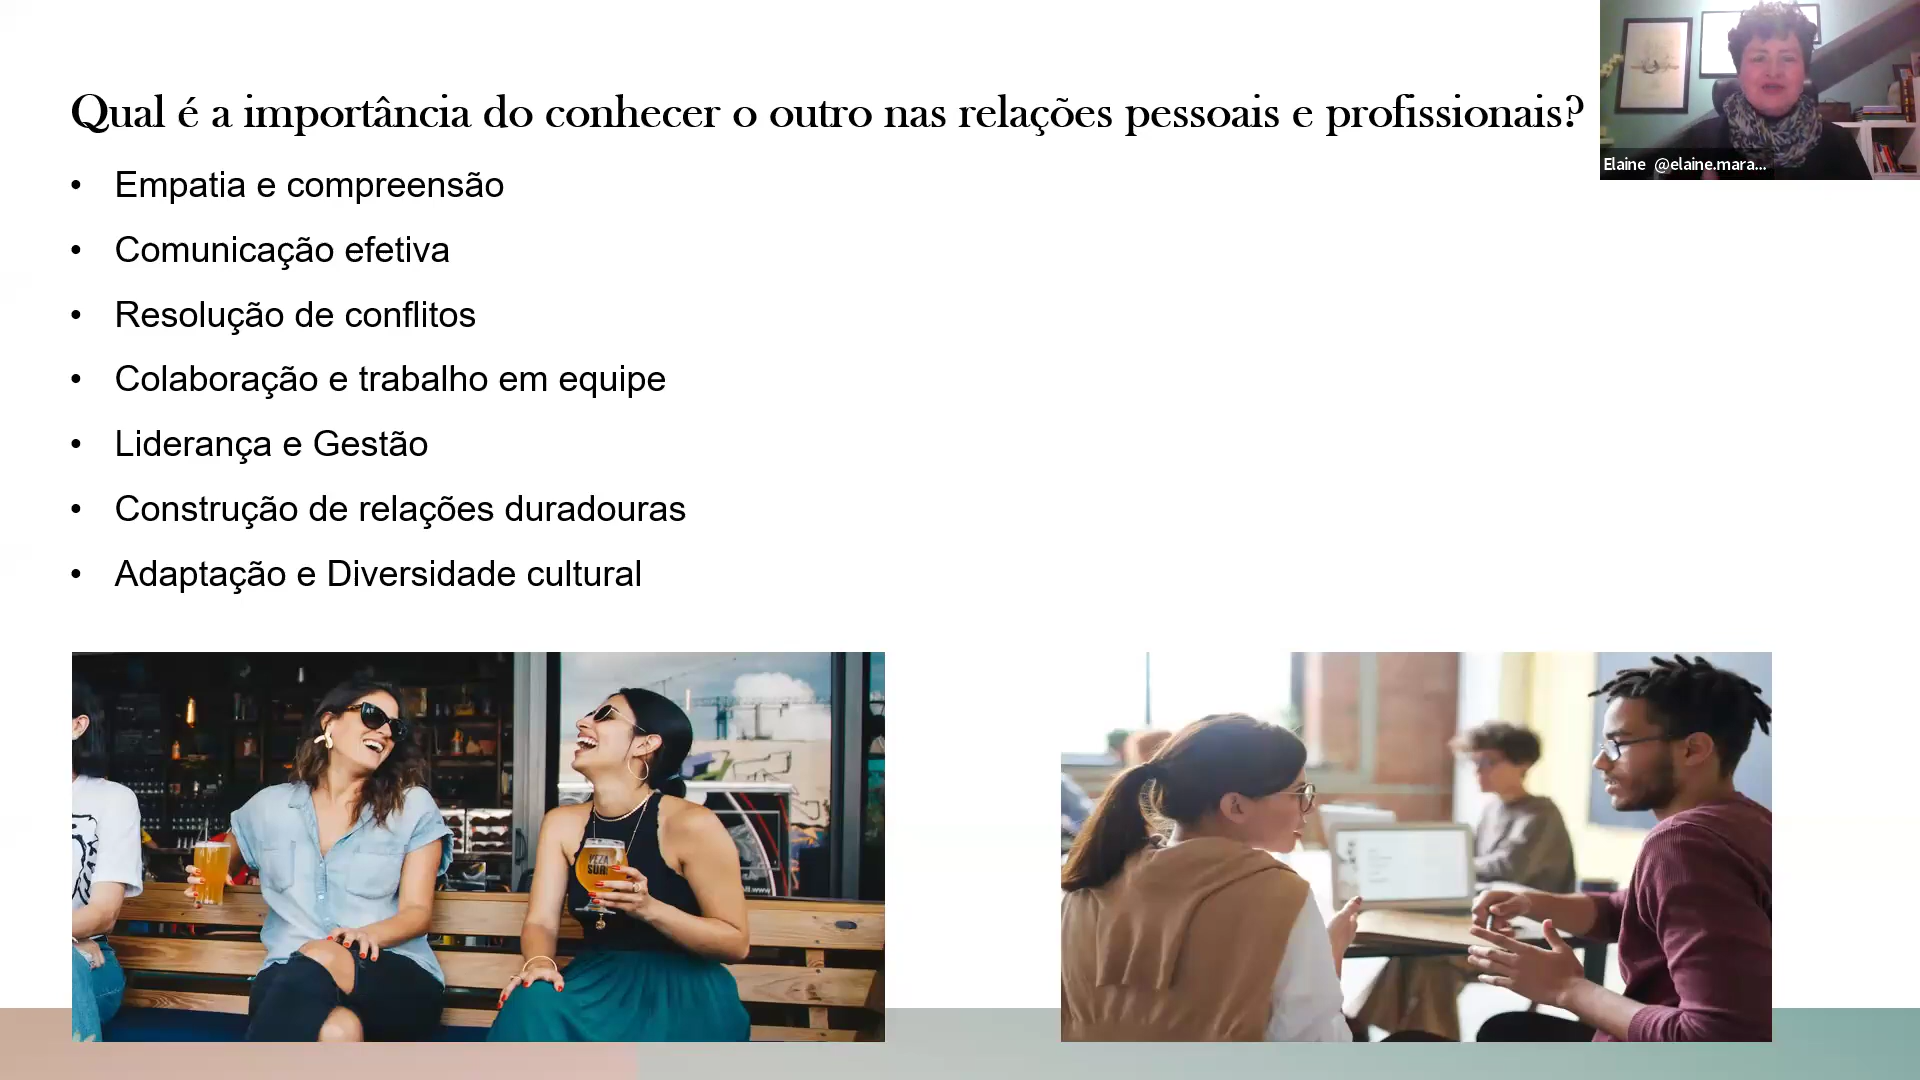 Qual é a importância do conhecer o outro nas relações pessoais e profissionais?
Elaine @elaine.mara...
• Empatia e compreensão
• Comunicação efetiva
• Resolução de conflitos
• Colaboração e trabalho em equipe
• Liderança e Gestão
• Construção de relações duradouras
• Adaptação e Diversidade cultural